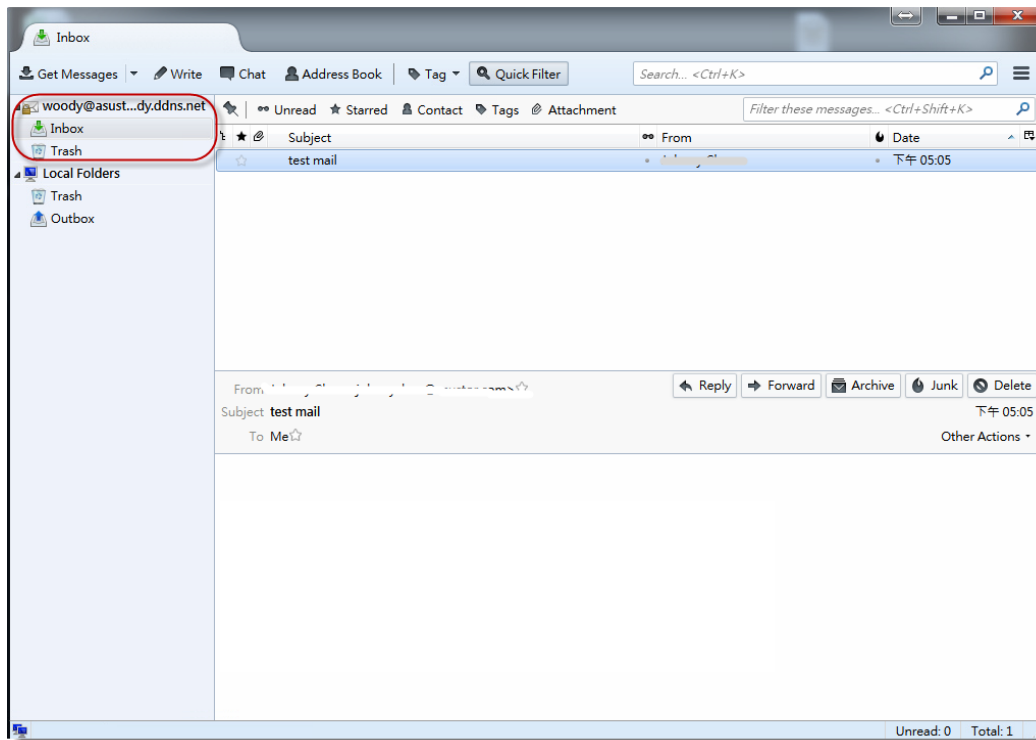 Inbox
Get Messages Write Chat Address Book Tag Quick Filter Search... <Ctrl+K>
woody@asust...dy.ddns.net
Inbox
Trash
Local Folders
Trash
Outbox
Unread Starred Contact Tags Attachment Filter these messages... <Ctrl+Shift+K>
Subject From Date
test mail 下午 05:05
From Reply Forward Archive Junk Delete
Subject test mail 下午 05:05
To Me Other Actions
Unread: 0 Total: 1